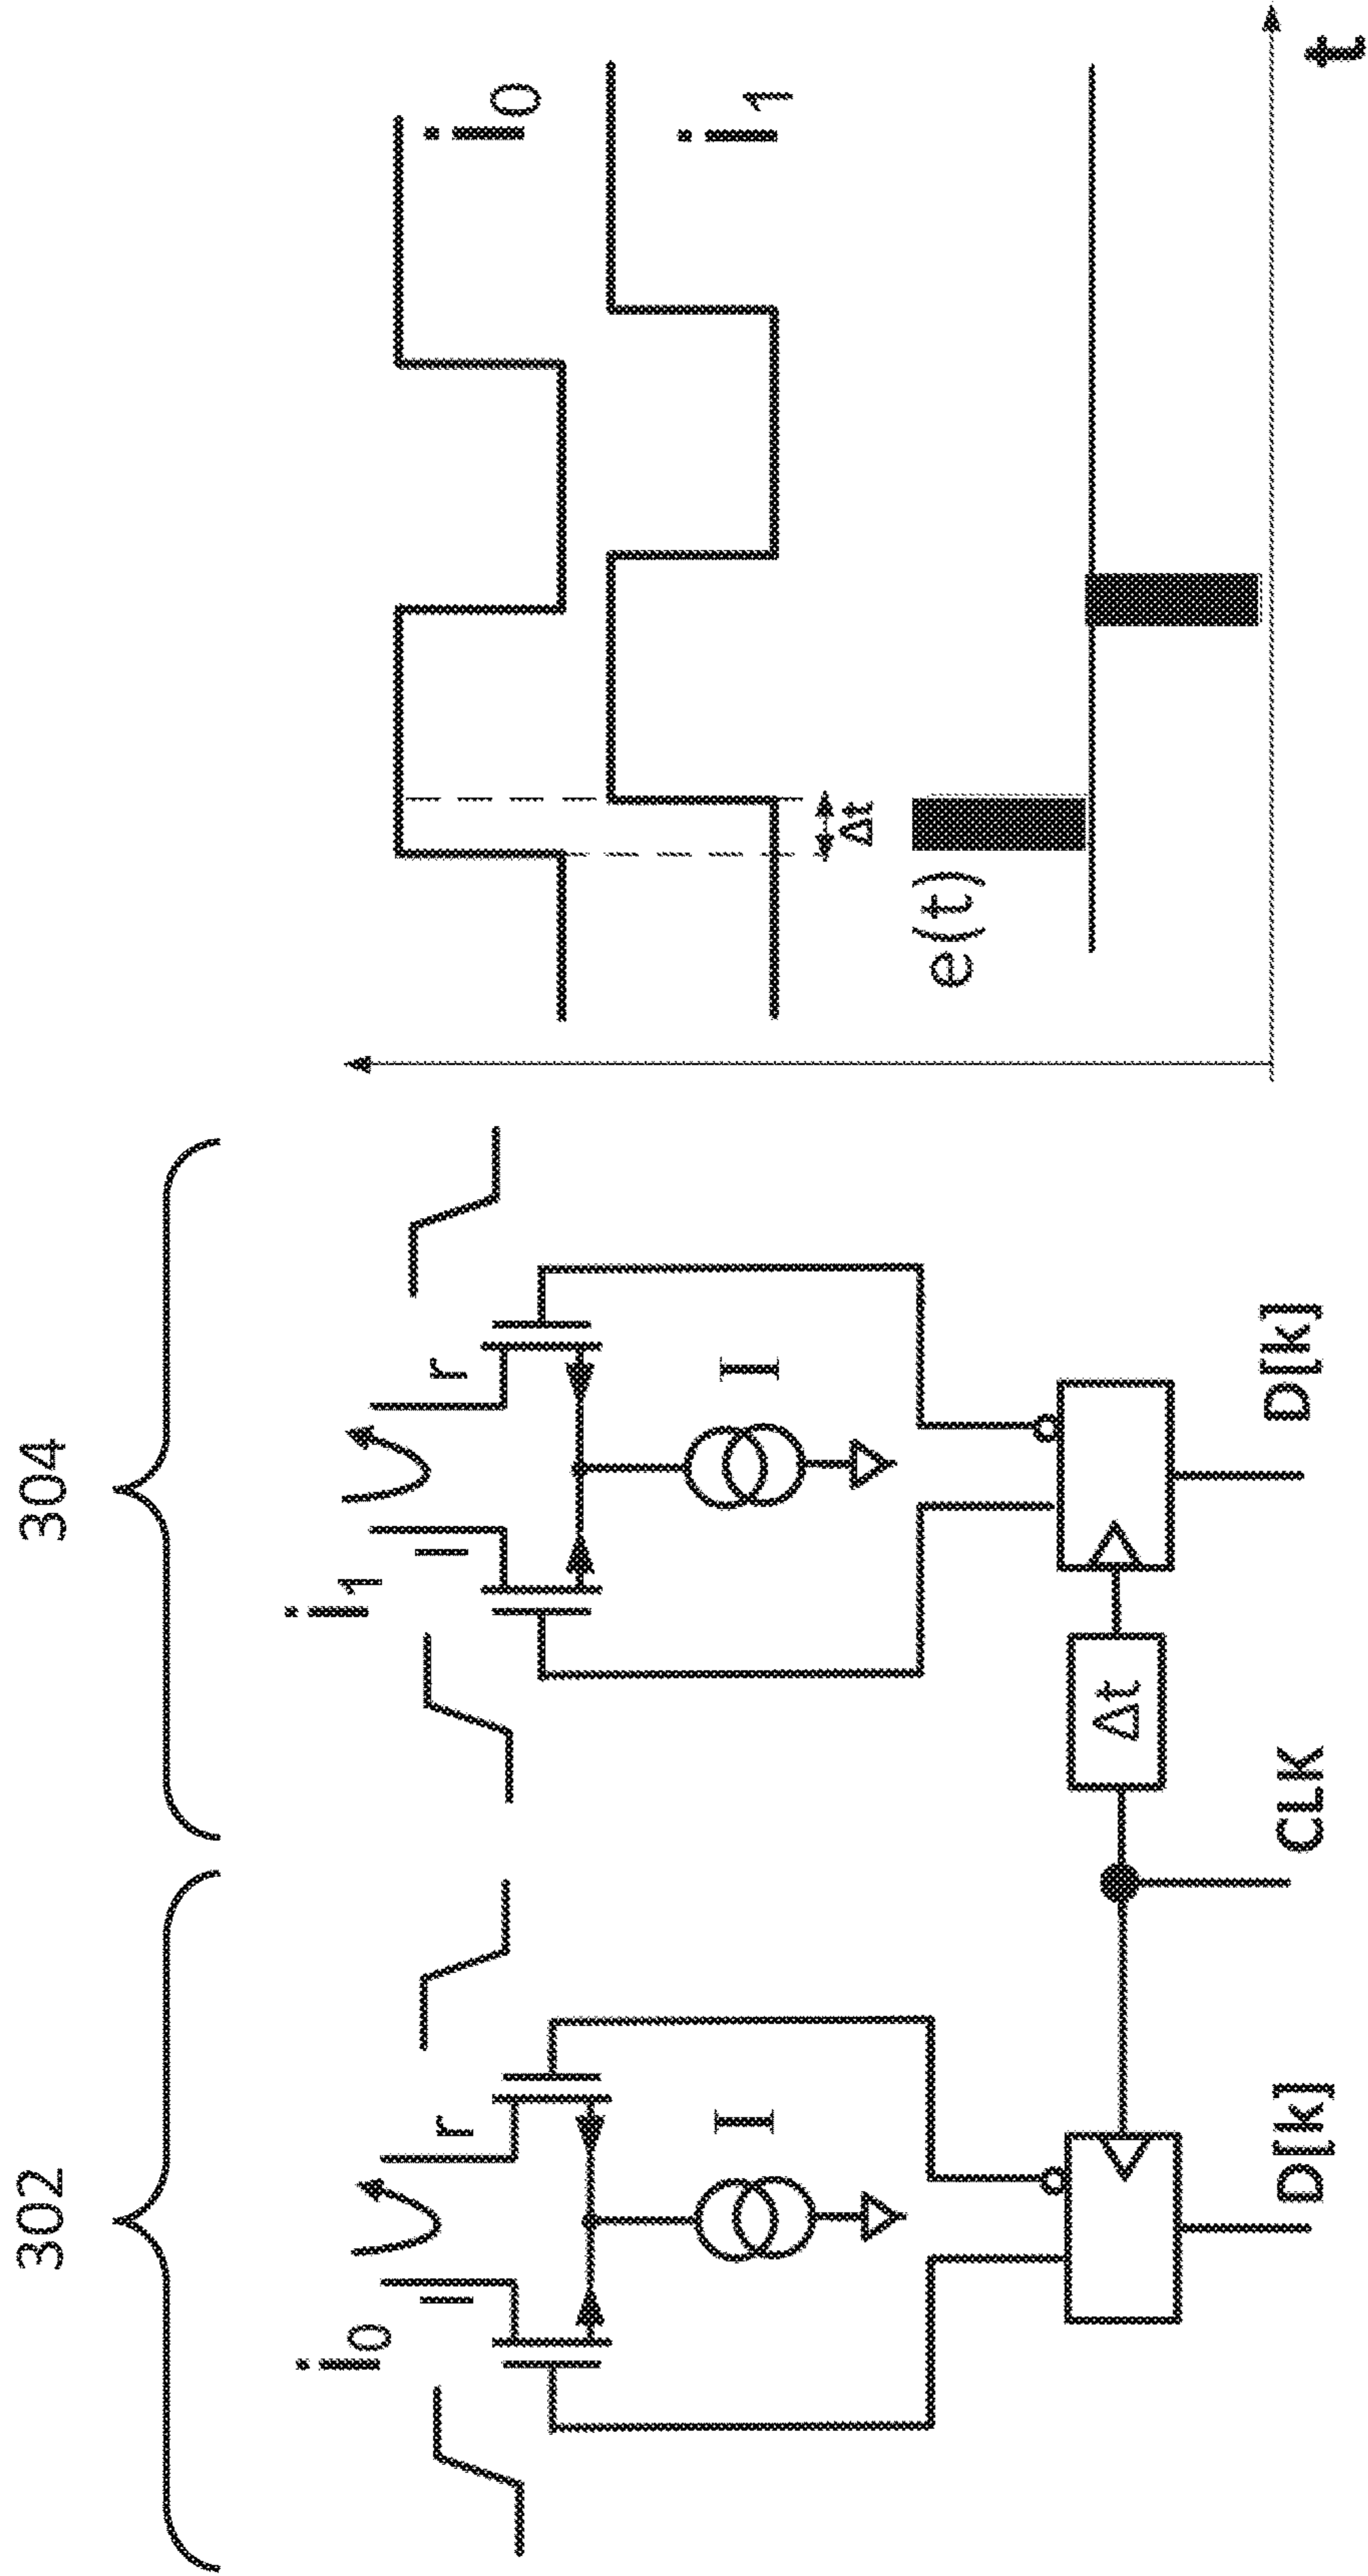 302
304
i0
l
r
I
D[k]
CLK
Δt
i1
l
r
I
D[k]
i0
i1
Δt
e(t)
t